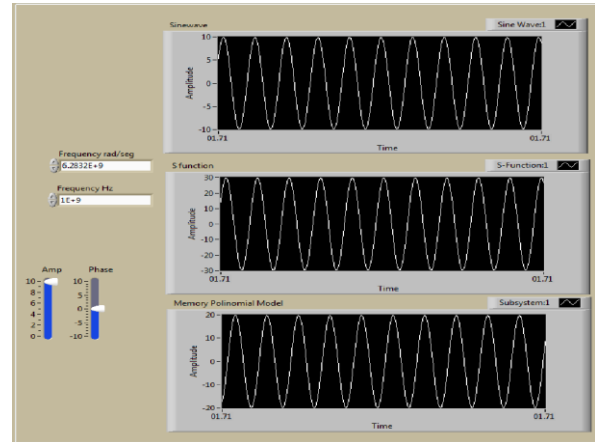 Sinewave
Sine Wave:1
10
5
0
-5
-10
Amplitude
01.71
01.71
Time
Frequency rad/seg
6.2832E+9
Frequency Hz
1E+9
S function
S-Function:1
30
20
10
0
-10
-20
-30
Amplitude
01.71
01.71
Time
Amp
Phase
10
8
6
4
2
0
10
5
0
-5
-10
Memory Polinomial Model
Subsystem:1
20
10
0
-10
-20
Amplitude
01.71
01.71
Time